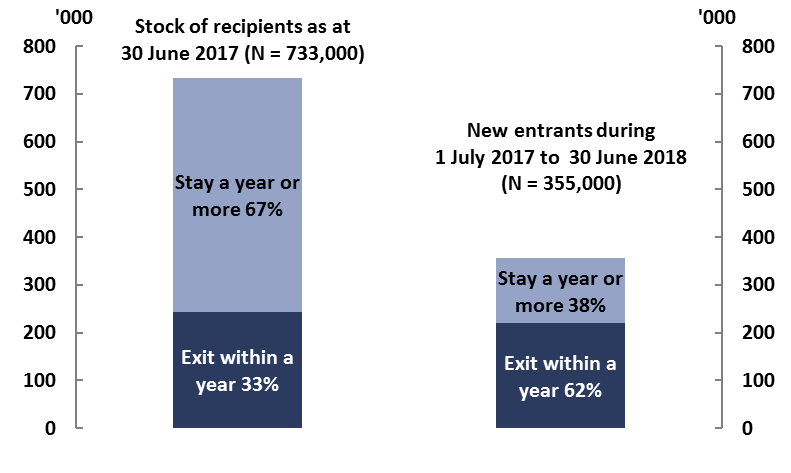 '000
800
700
600
500
400
300
200
100
0
Stock of recipients as at
30 June 2017 (N = 733,000)
Stay a year or
more 67%
Exit within a
year 33%
New entrants during
1 July 2017 to 30 June 2018
(N = 355,000)
Stay a year or
more 38%
Exit within a
year 62%
'000
800
700
600
500
400
300
200
100
0